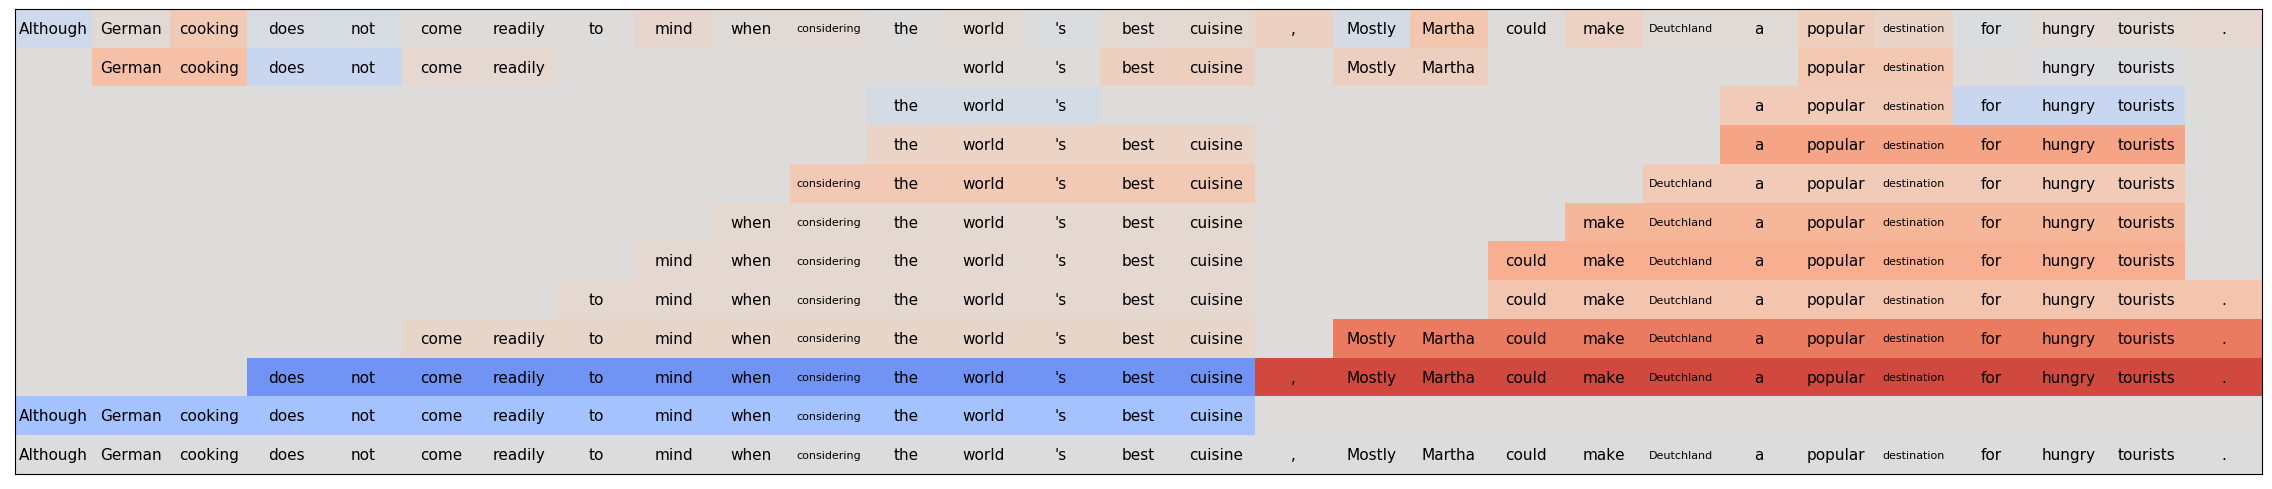 Although German cooking does not come readily to mind when considering the world 's best cuisine , Mostly Martha could make Deutchland a popular destination for hungry tourists .
German cooking does not come readily world 's best cuisine Mostly Martha popular destination hungry tourists
the world 's a popular destination for hungry tourists
the world 's best cuisine a popular destination for hungry tourists
considering the world 's best cuisine Deutchland a popular destination for hungry tourists
when considering the world 's best cuisine make Deutchland a popular destination for hungry tourists
mind when considering the world 's best cuisine could make Deutchland a popular destination for hungry tourists
to mind when considering the world 's best cuisine could make Deutchland a popular destination for hungry tourists .
come readily to mind when considering the world 's best cuisine Mostly Martha could make Deutchland a popular destination for hungry tourists .
does not come readily to mind when considering the world 's best cuisine , Mostly Martha could make Deutchland a popular destination for hungry tourists .
Although German cooking does not come readily to mind when considering the world 's best cuisine
Although German cooking does not come readily to mind when considering the world 's best cuisine , Mostly Martha could make Deutchland a popular destination for hungry tourists .